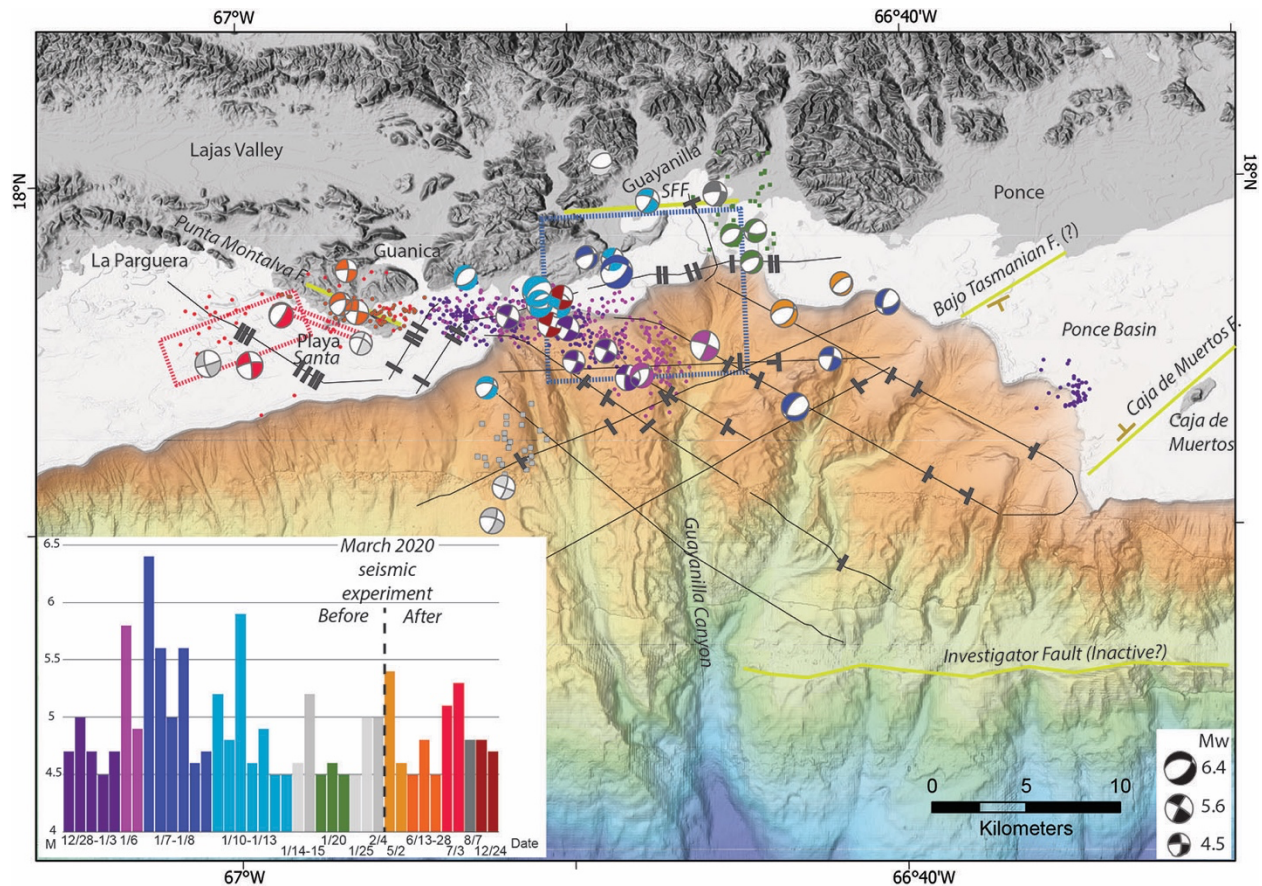 67°W
66°40'W
18°N
18°N
Lajas Valley
Guayanilla
SFF
Ponce
Punta Montalva F.
Guanica
La Parguera
Bajo Tasmanian F. (?)
Playa
Santa
Ponce Basin
Caja de Muertos F.
Caja de
Muertos
Guayanilla Canyon
Investigator Fault (Inactive?)
6.5
6
5.5
5
4.5
4
March 2020
seismic
experiment
Before
After
M
12/28-1/3
1/6
1/7-1/8
1/10-1/13
1/14-15
1/20
1/25
2/4
5/2
6/13-28
7/3
8/7
12/24
Date
0
5
10
Kilometers
Mw
6.4
5.6
4.5
67°W
66°40'W